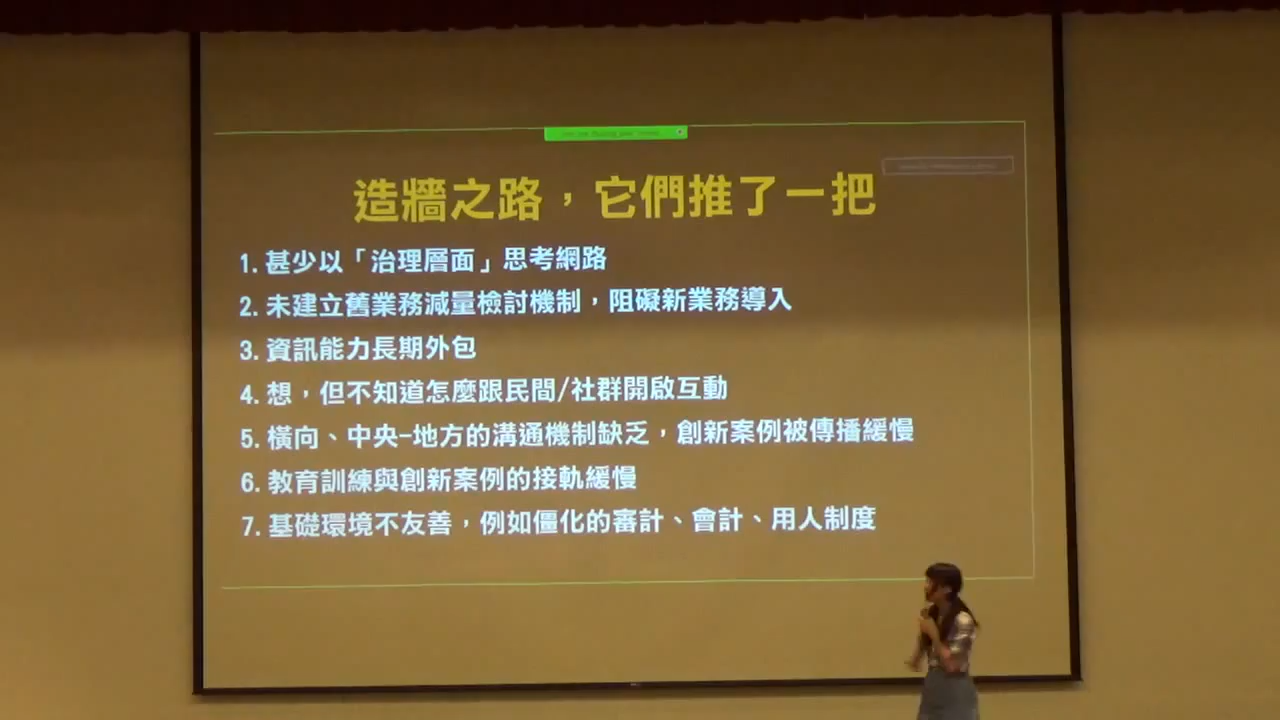 造牆之路，它們推了一把
1. 甚少以「治理層面」思考網路
2. 未建立舊業務減量檢討機制，阻礙新業務導入
3. 資訊能力長期外包
4. 想，但不知道怎麼跟民間/社群開啟互動
5. 橫向、中央-地方的溝通機制缺乏，創新案例被傳播緩慢
6. 教育訓練與創新案例的接軌緩慢
7. 基礎環境不友善，例如僵化的審計、會計、用人制度